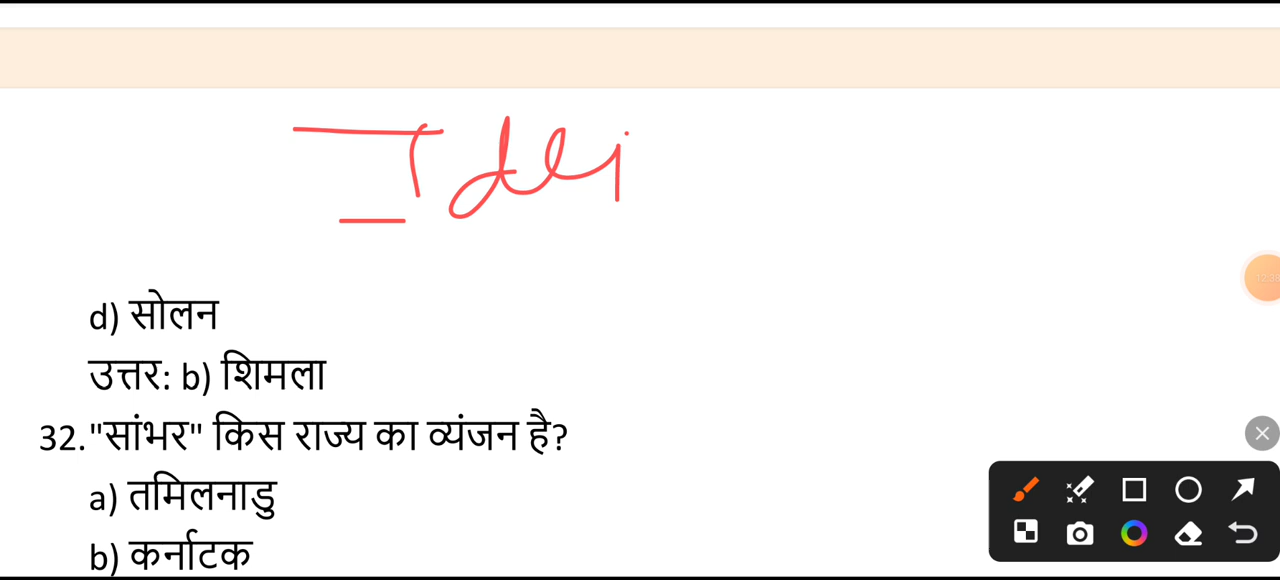 Idli
d) सोलन
उत्तर: b) शिमला
32. "सांभर" किस राज्य का व्यंजन है?
a) तमिलनाडु
b) कर्नाटक